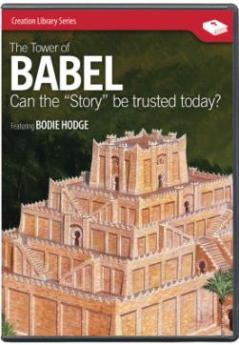 Creation Library Series
The Tower of
BABEL
Can the “Story” be trusted today?
Featuring BODIE HODGE